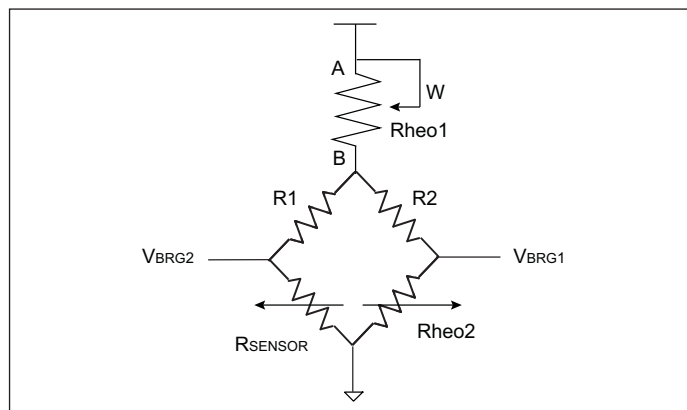 A
W
Rheo1
B
R1 R2
VBRG2 VBRG1
RSENSOR Rheo2